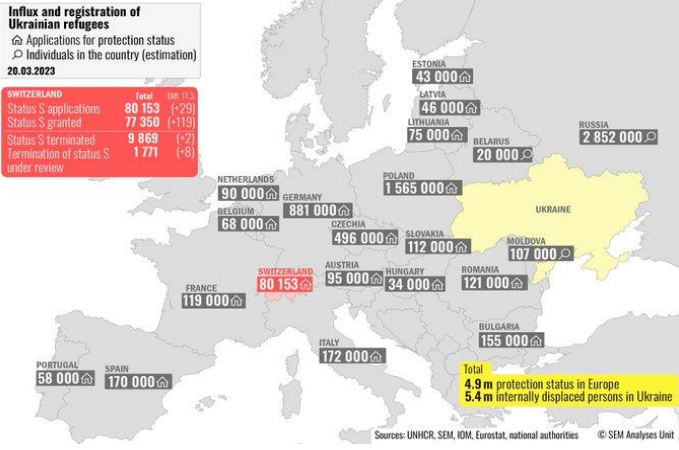 Influx and registration of
Ukrainian refugees
Applications for protection status
Individuals in the country (estimation)
20.03.2023
SWITZERLAND Total Diff. 17.3.
Status S applications 80 153 (+29)
Status S granted 77 350 (+119)
Status S terminated 9 869 (+2)
Termination of status S 1 771 (+8)
under review
ESTONIA
43 000
LATVIA
46 000
LITHUANIA
75 000
RUSSIA
2 852 000
BELARUS
20 000
POLAND
1 565 000
NETHERLANDS
90 000
GERMANY
881 000
BELGIUM
68 000
UKRAINE
CZECHIA
496 000
SLOVAKIA
112 000
MOLDOVA
107 000
SWITZERLAND
80 153
AUSTRIA
95 000
HUNGARY
34 000
ROMANIA
121 000
FRANCE
119 000
BULGARIA
155 000
ITALY
172 000
PORTUGAL
58 000
SPAIN
170 000
Total
4.9 m protection status in Europe
5.4 m internally displaced persons in Ukraine
Sources: UNHCR, SEM, IOM, Eurostat, national authorities © SEM Analyses Unit